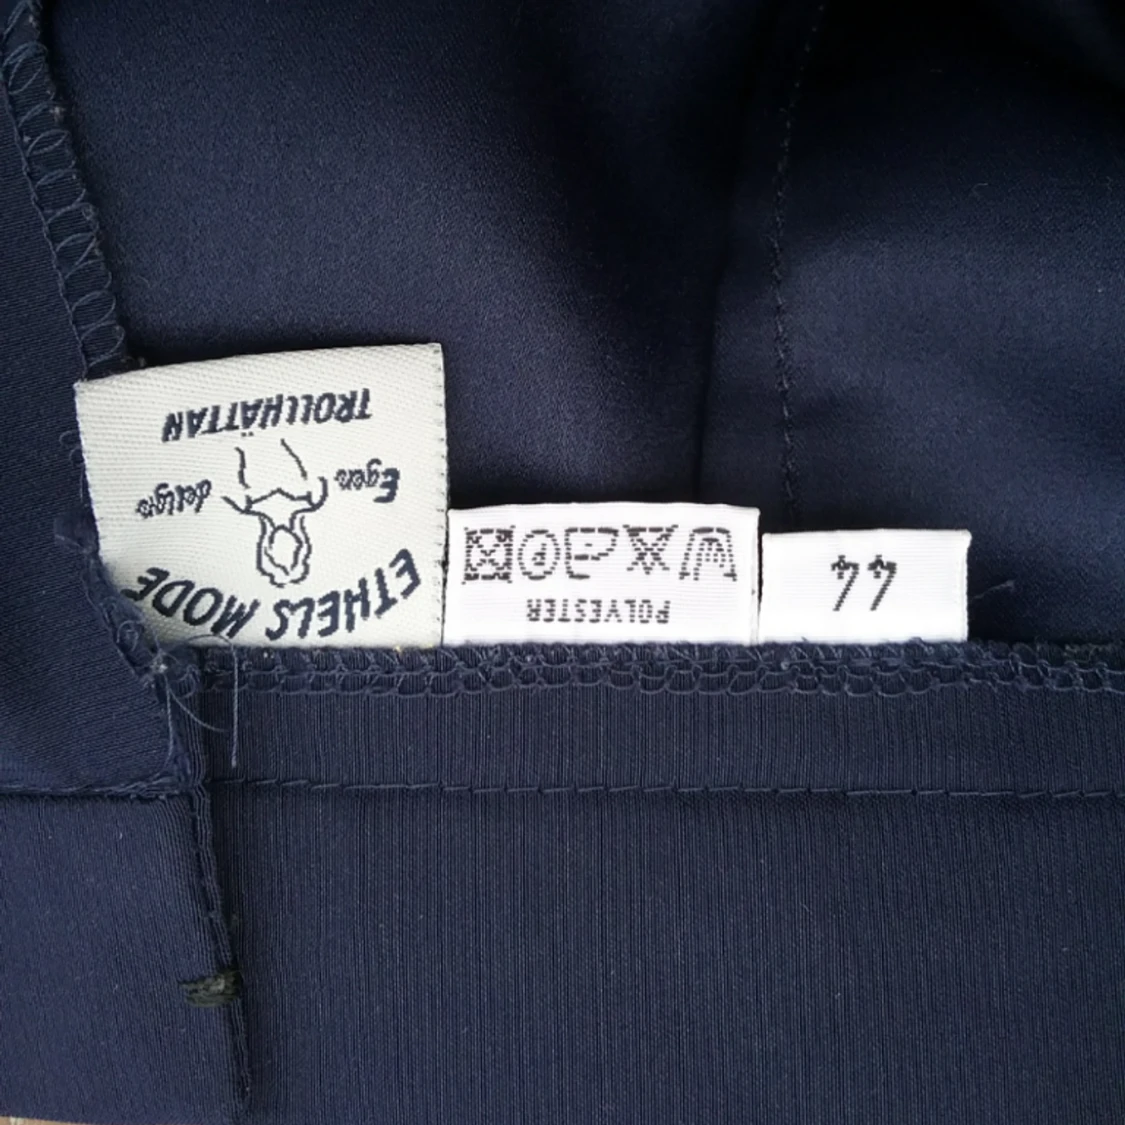 ETHELS MODE
Egen design
TROLLHÄTTAN
POLYESTER
44